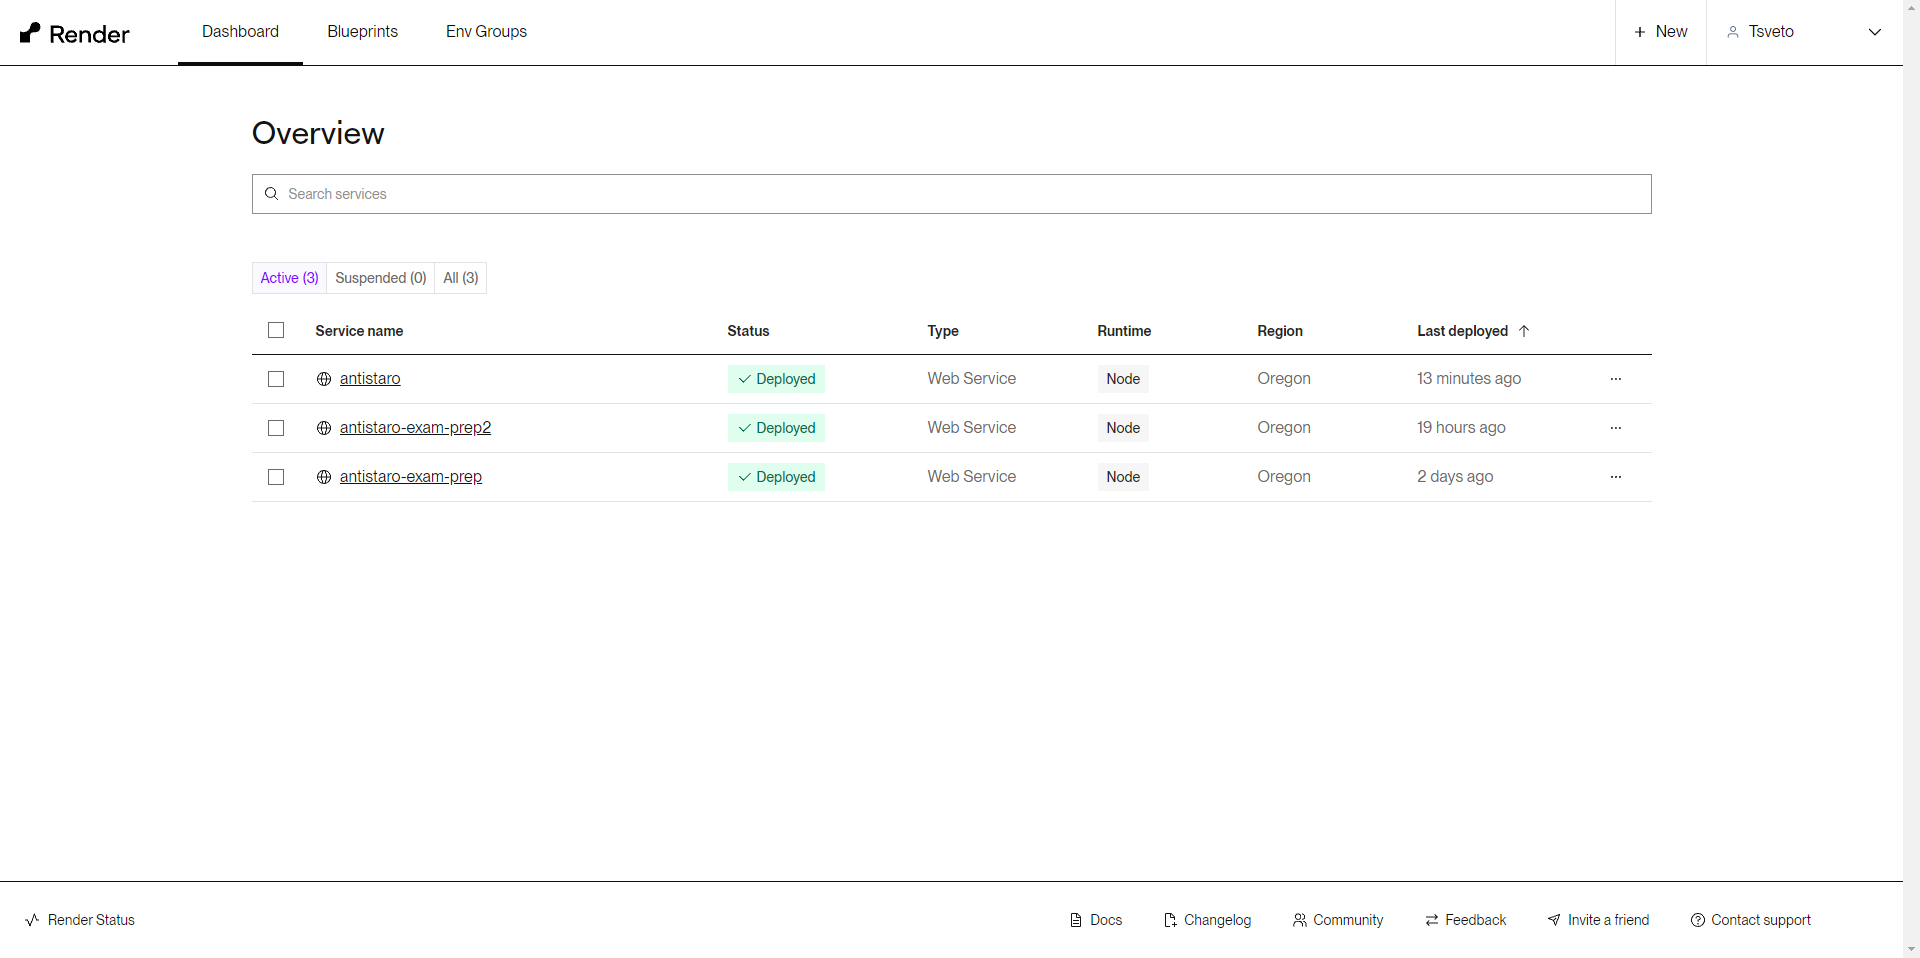 Render Dashboard Blueprints Env Groups + New Tsveto
Overview
Search services
Active (3) Suspended (0) All (3)
Service name Status Type Runtime Region Last deployed
antistaro Deployed Web Service Node Oregon 13 minutes ago
antistaro-exam-prep2 Deployed Web Service Node Oregon 19 hours ago
antistaro-exam-prep Deployed Web Service Node Oregon 2 days ago
Render Status Docs Changelog Community Feedback Invite a friend Contact support